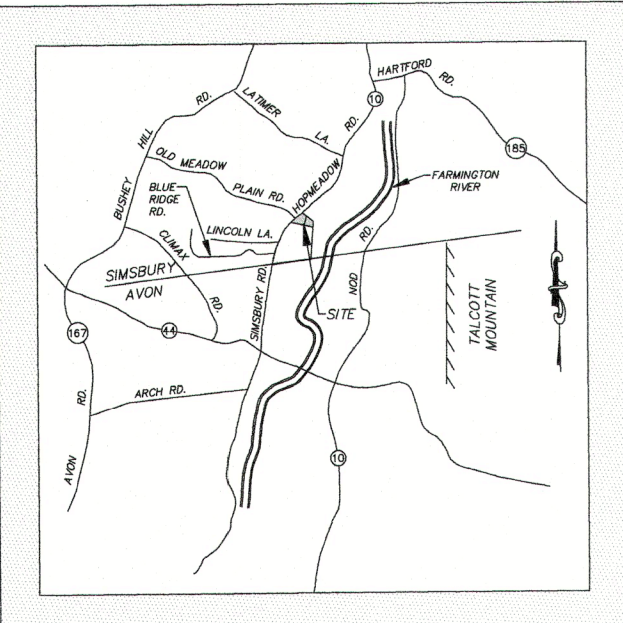 HARTFORD RD.
10
LATIMER LA.
RD.
BUSHEY HILL RD.
HOPMEADOW
185
OLD MEADOW PLAIN RD.
FARMINGTON
RIVER
BLUE
RIDGE
RD.
LINCOLN LA.
CLIMAX RD.
NOD RD.
SIMSBURY
AVON
SIMSBURY RD.
SITE
TALCOTT
MOUNTAIN
167
44
ARCH RD.
AVON RD.
10